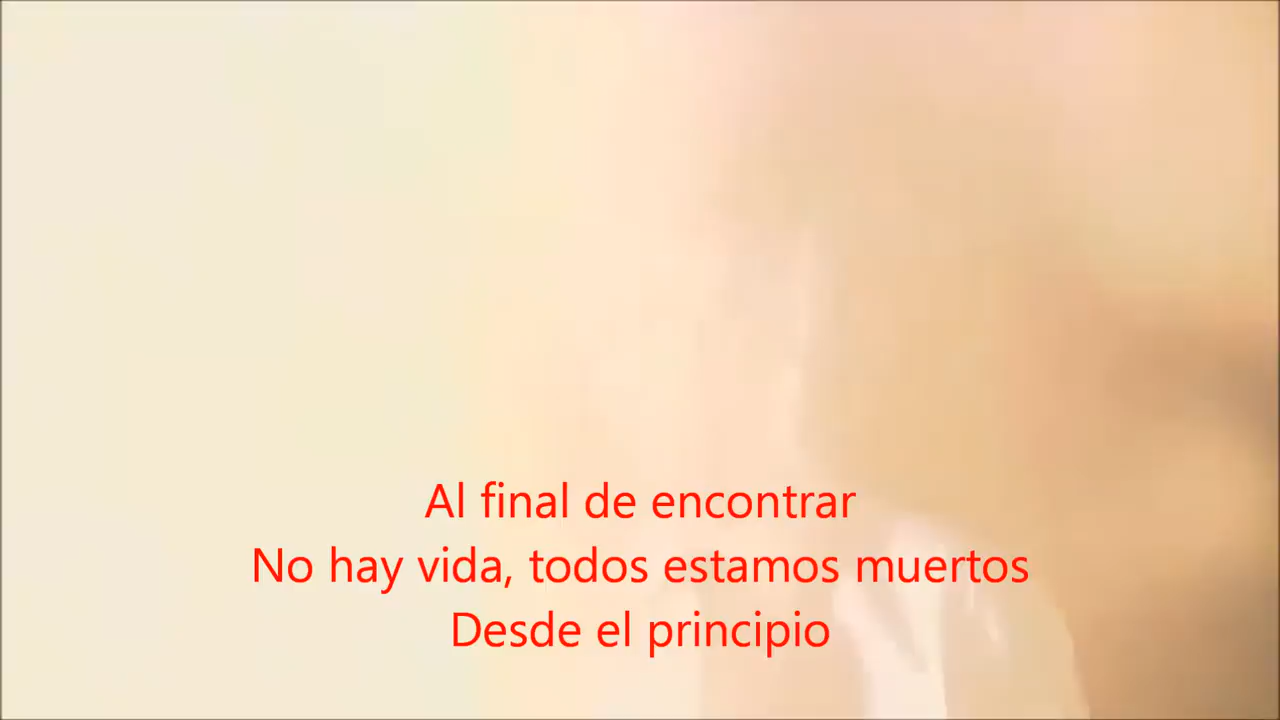 Al final de encontrar
No hay vida, todos estamos muertos
Desde el principio